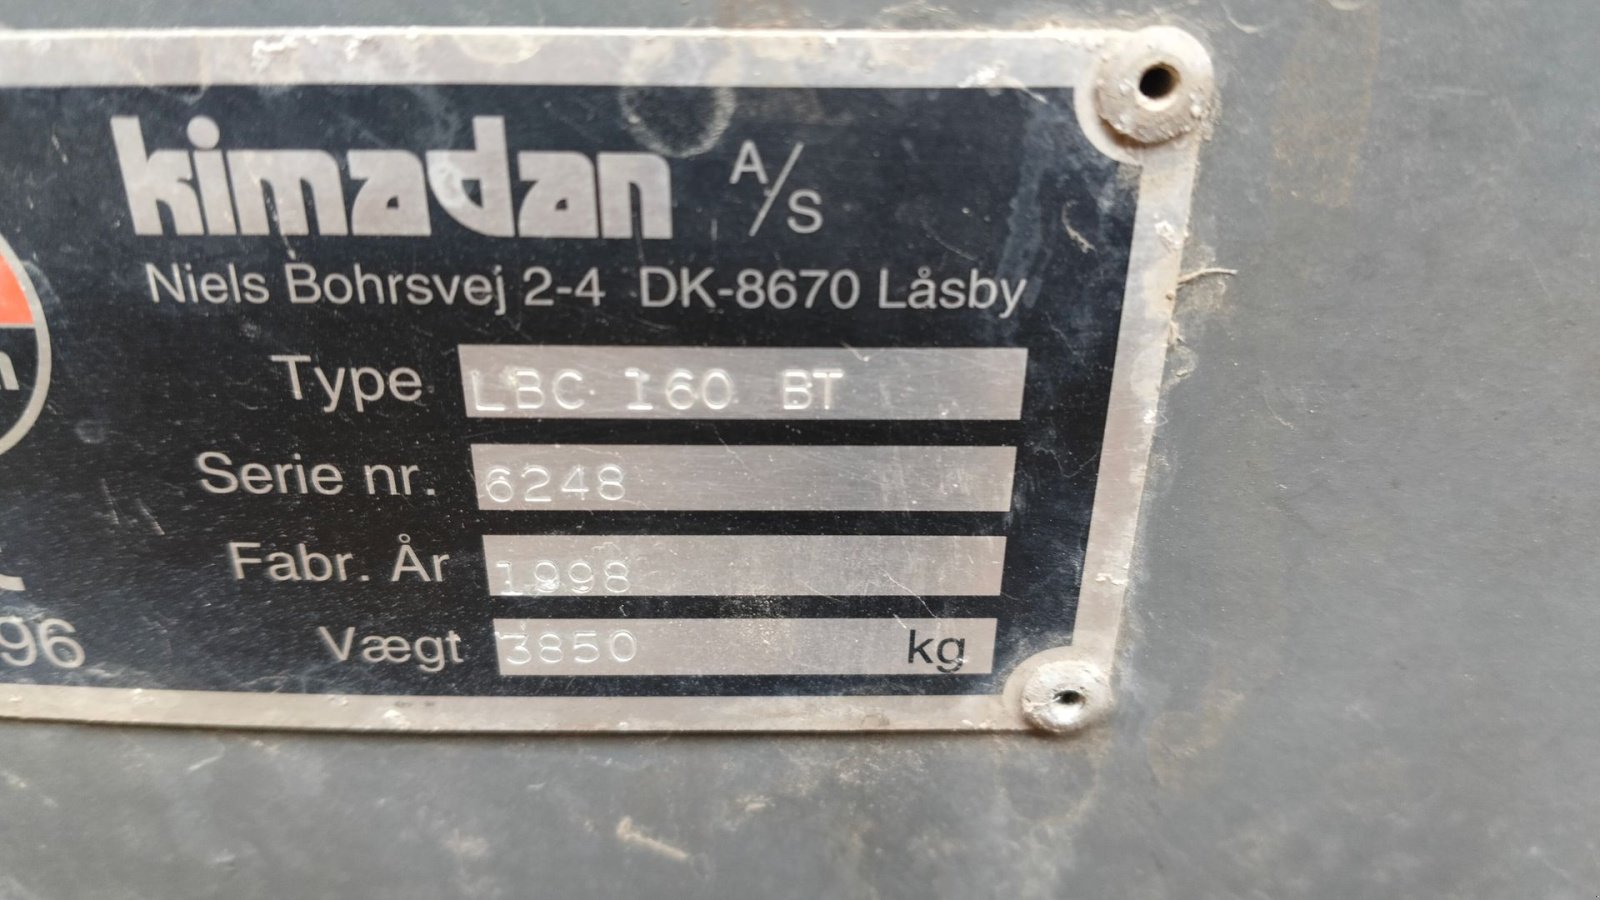 kimadan A/S
Niels Bohrsvej 2-4 DK-8670 Låsby
Type LBC 160 BT
Serie nr. 6248
Fabr. År 1998
Vægt 3850 kg
96